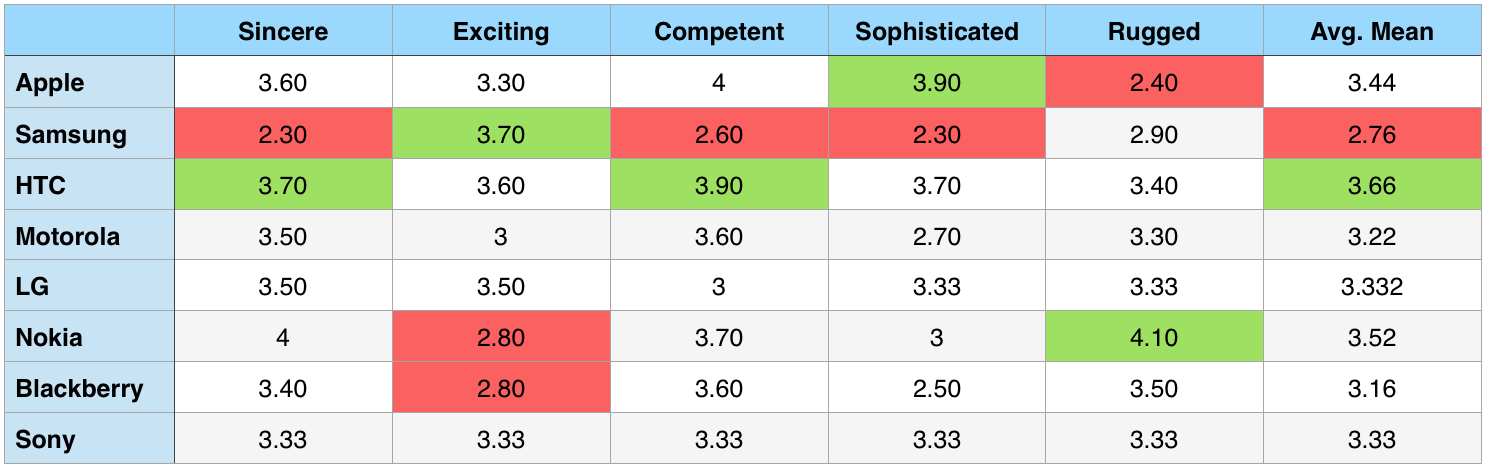 Sincere Exciting Competent Sophisticated Rugged Avg. Mean
Apple 3.60 3.30 4 3.90 2.40 3.44
Samsung 2.30 3.70 2.60 2.30 2.90 2.76
HTC 3.70 3.60 3.90 3.70 3.40 3.66
Motorola 3.50 3 3.60 2.70 3.30 3.22
LG 3.50 3.50 3 3.33 3.33 3.332
Nokia 4 2.80 3.70 3 4.10 3.52
Blackberry 3.40 2.80 3.60 2.50 3.50 3.16
Sony 3.33 3.33 3.33 3.33 3.33 3.33